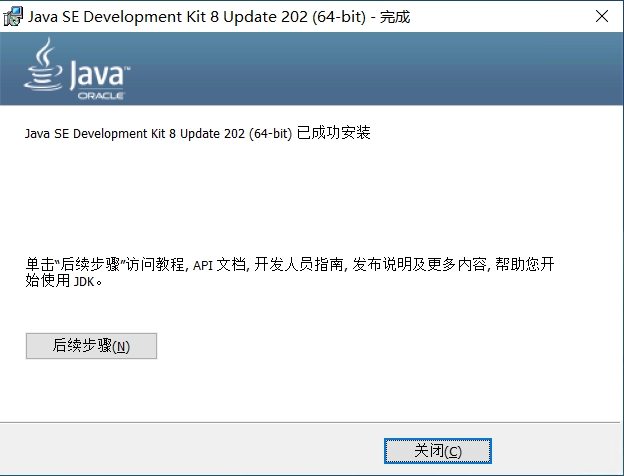 Java SE Development Kit 8 Update 202 (64-bit) - 完成
Java™
ORACLE
Java SE Development Kit 8 Update 202 (64-bit) 已成功安装
单击“后续步骤”访问教程, API 文档, 开发人员指南, 发布说明及更多内容, 帮助您开
始使用 JDK。
后续步骤(N)
关闭(C)